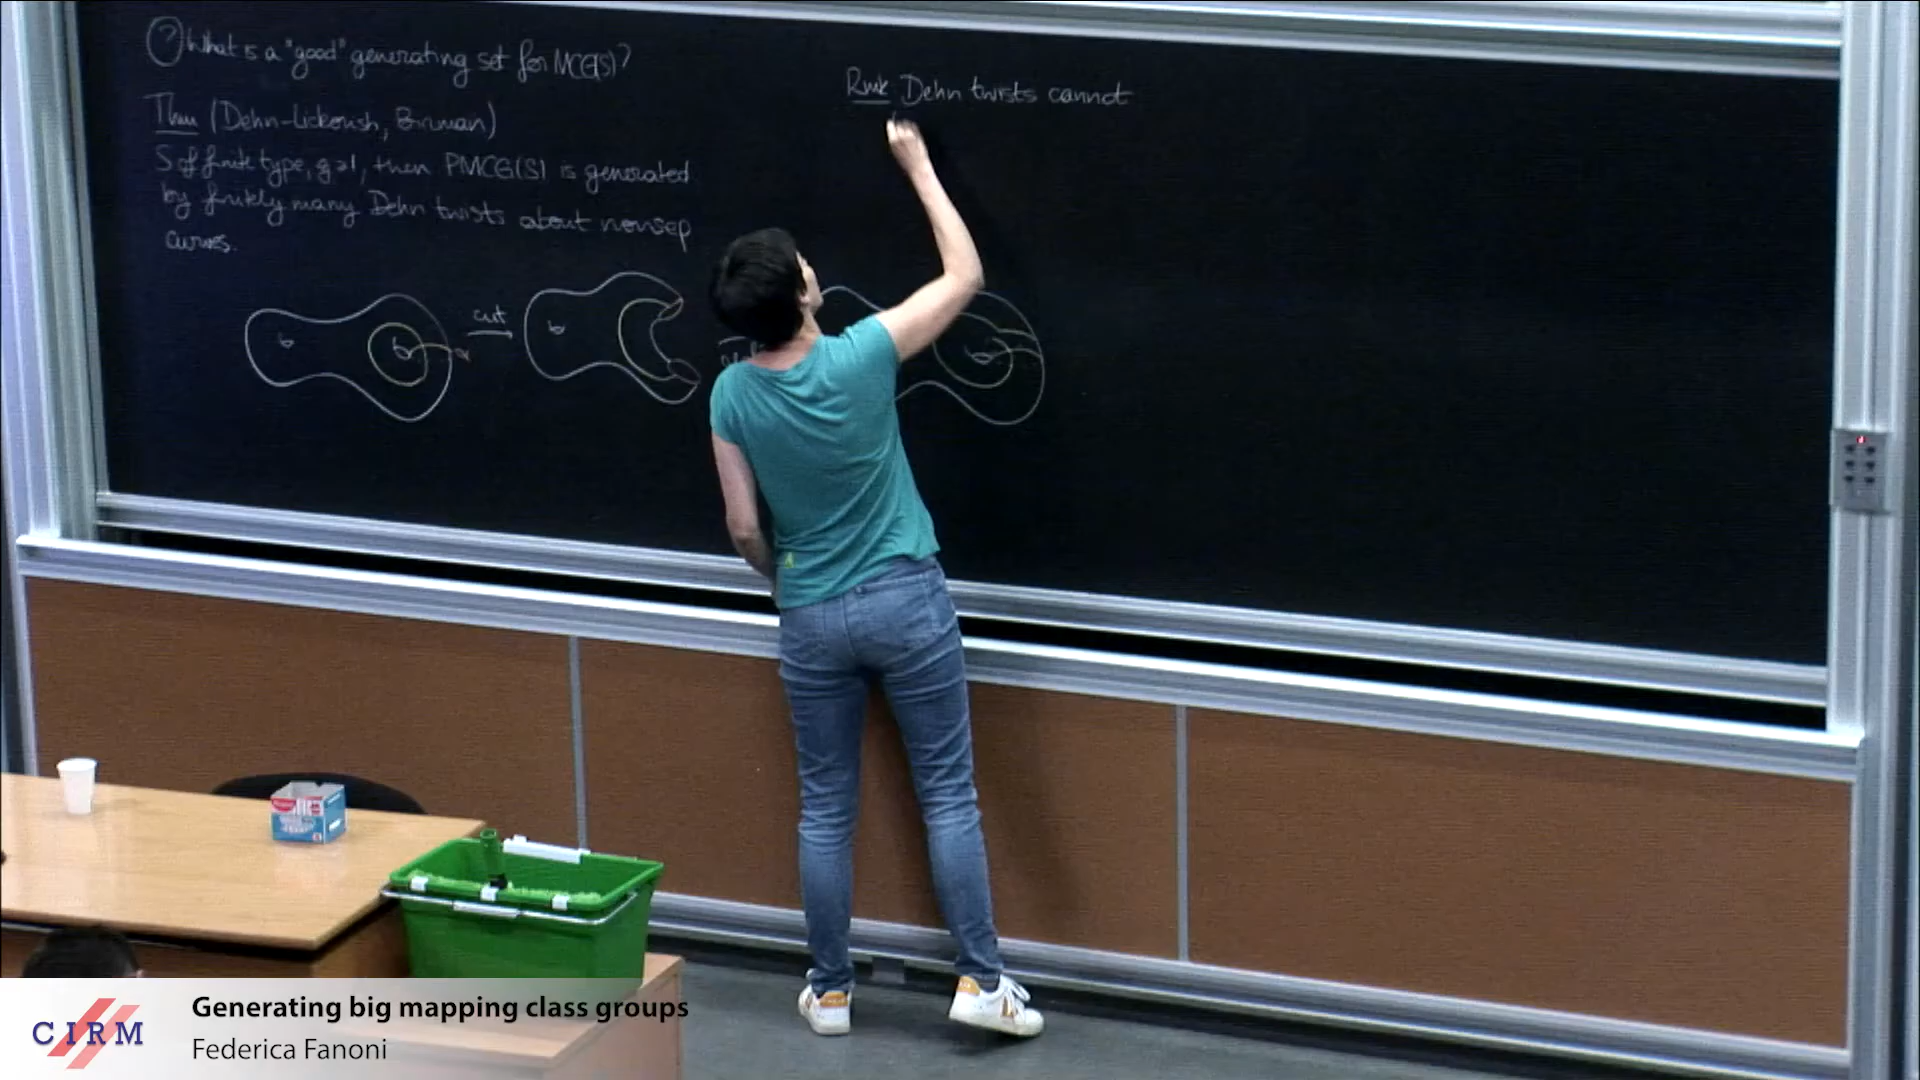 ? What is a "good" generating set for MCG(S)?
Thm (Dehn-Lickorish, Birman)
S of finite type, g≥1, then PMCG(S) is generated
by finitely many Dehn twists about nonsep
curves.
cut
α
Rmk Dehn twists cannot
CIRM
Generating big mapping class groups
Federica Fanoni